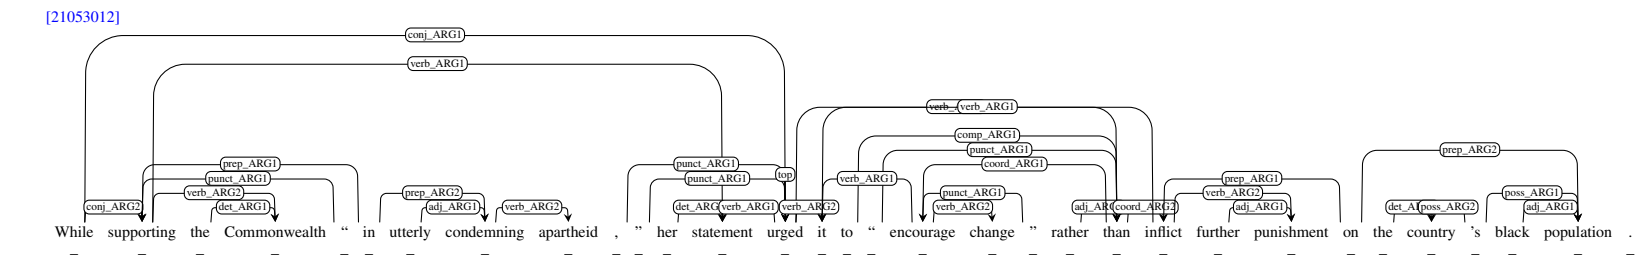 [21053012]
conj_ARG1
verb_ARG1
verb_ARG1
comp_ARG1
punct_ARG1 prep_ARG2
prep_ARG1 punct_ARG1 coord_ARG1
top
punct_ARG1 punct_ARG1 verb_ARG1 prep_ARG1
verb_ARG2 prep_ARG2 punct_ARG1 verb_ARG2 poss_ARG1
conj_ARG2 det_ARG1 adj_ARG1 verb_ARG2 verb_ARG1 verb_ARG2 verb_ARG2 coord_ARG2 adj_ARG1 poss_ARG2 adj_ARG1
While supporting the Commonwealth “ in utterly condemning apartheid , ” her statement urged it to “ encourage change ” rather than inflict further punishment on the country 's black population .